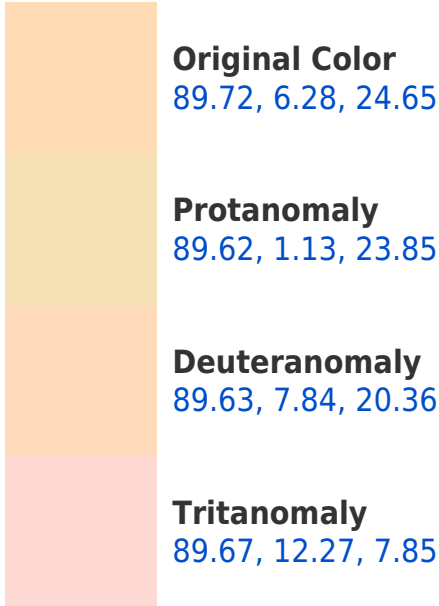 Original Color
89.72, 6.28, 24.65
Protanomaly
89.62, 1.13, 23.85
Deuteranomaly
89.63, 7.84, 20.36
Tritanomaly
89.67, 12.27, 7.85